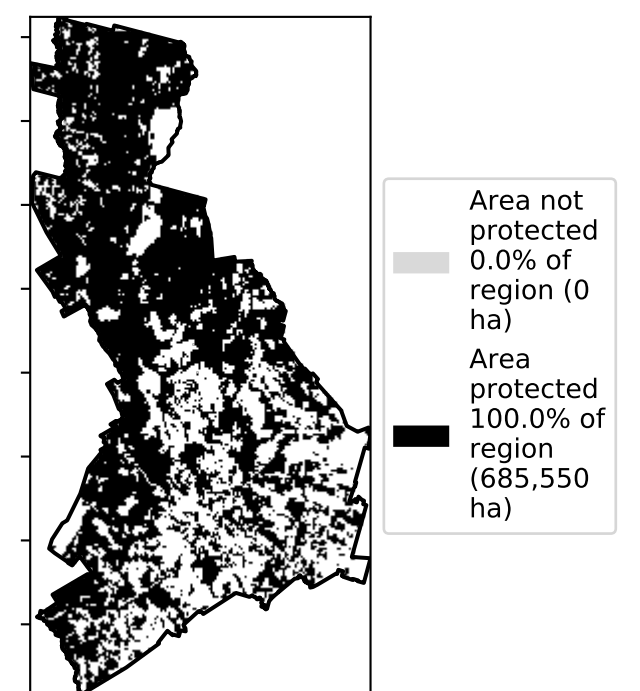 Area not
protected
0.0% of
region (0
ha)
Area
protected
100.0% of
region
(685,550
ha)